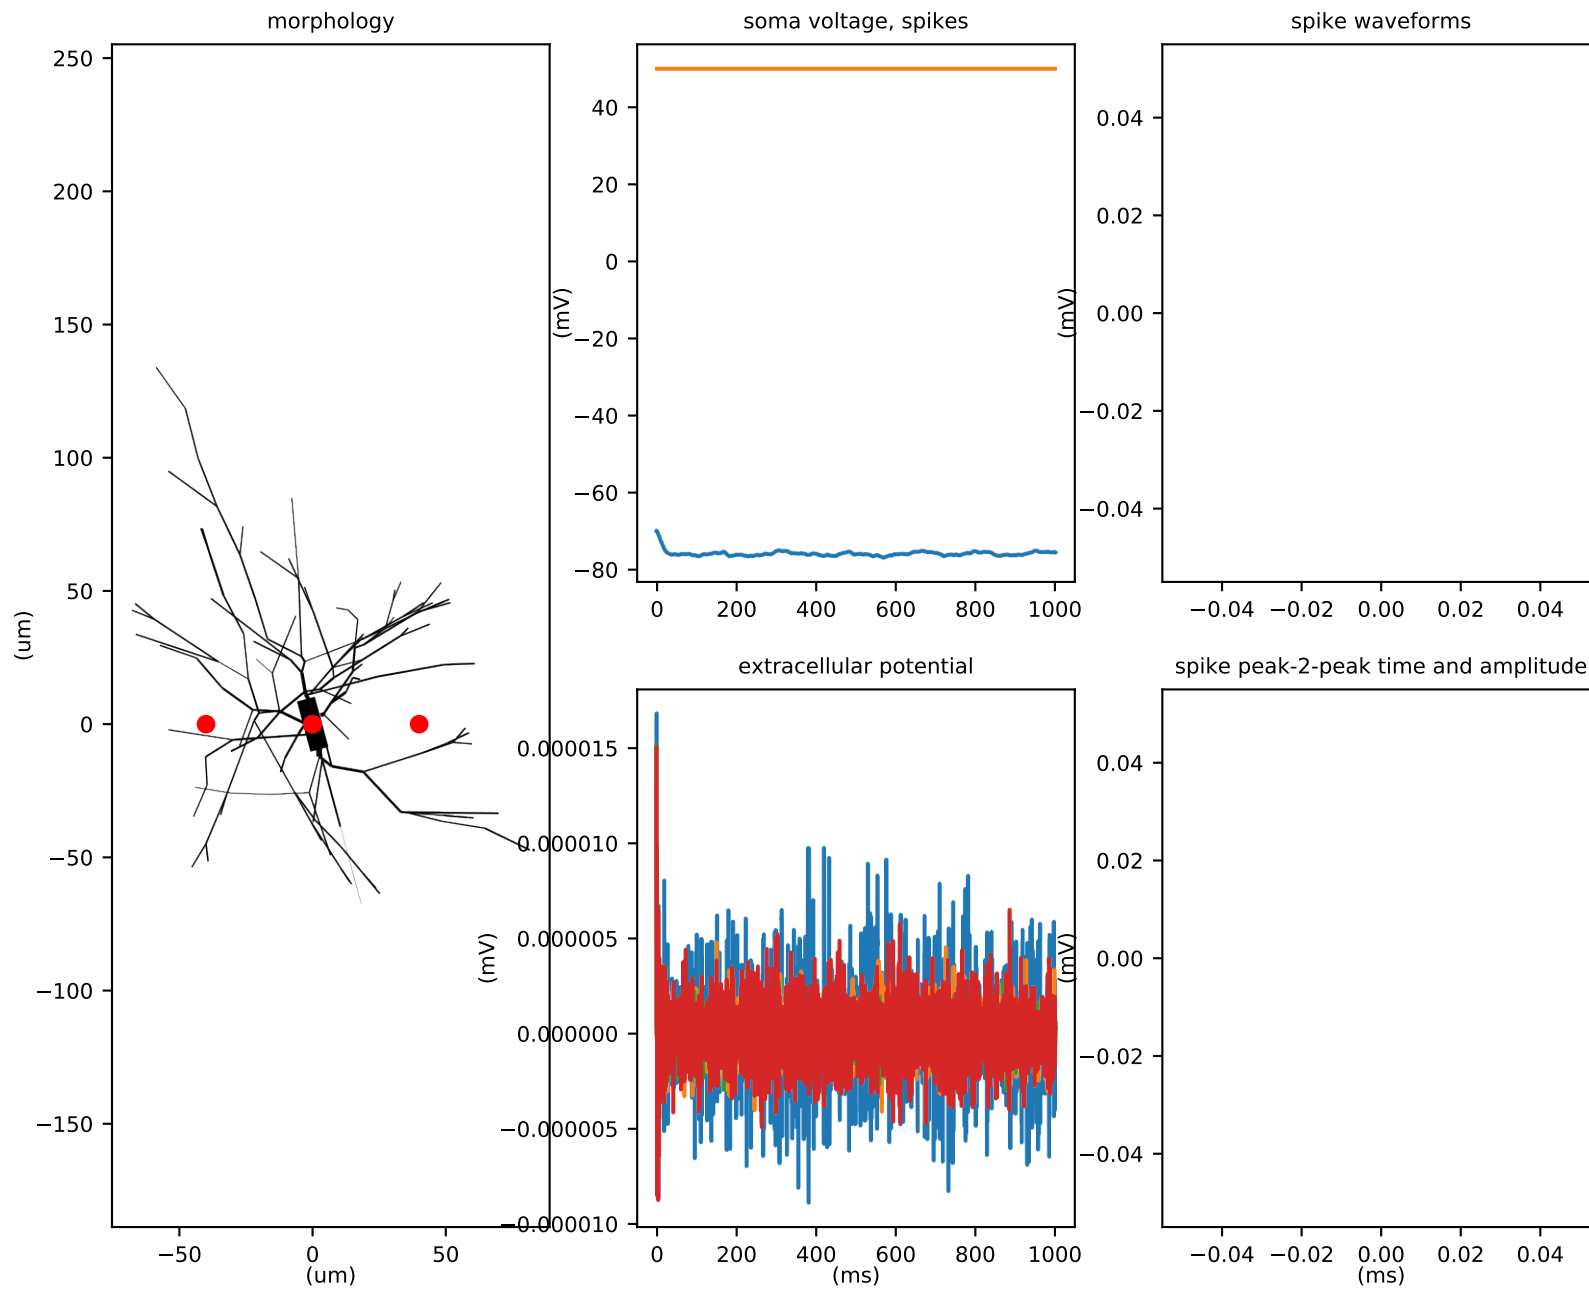 morphology
250
200
150
100
50
0
−50
−100
−150
(um)
−50 0 50
(um)
soma voltage, spikes
40
20
0
−20
−40
−60
−80
(mV)
0 200 400 600 800 1000
spike waveforms
0.04
0.02
0.00
−0.02
−0.04
(mV)
−0.04 −0.02 0.00 0.02 0.04
extracellular potential
0.000015
0.000010
0.000005
0.000000
−0.000005
−0.000010
(mV)
0 200 400 600 800 1000
(ms)
spike peak-2-peak time and amplitude
0.04
0.02
0.00
−0.02
−0.04
(mV)
−0.04 −0.02 0.00 0.02 0.04
(ms)